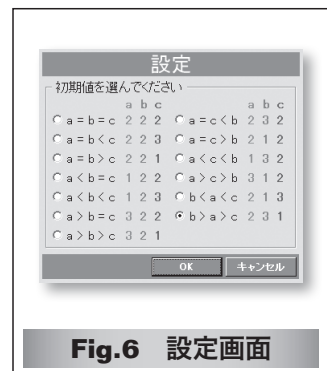 設定
初期値を選んでください
a b c a b c
a = b = c 2 2 2 a = c < b 2 3 2
a = b < c 2 2 3 a = c > b 2 1 2
a = b > c 2 2 1 a < c < b 1 3 2
a < b = c 1 2 2 a > c > b 3 1 2
a < b < c 1 2 3 b < a < c 2 1 3
a > b = c 3 2 2 b > a > c 2 3 1
a > b > c 3 2 1
OK キャンセル
Fig.6 設定画面